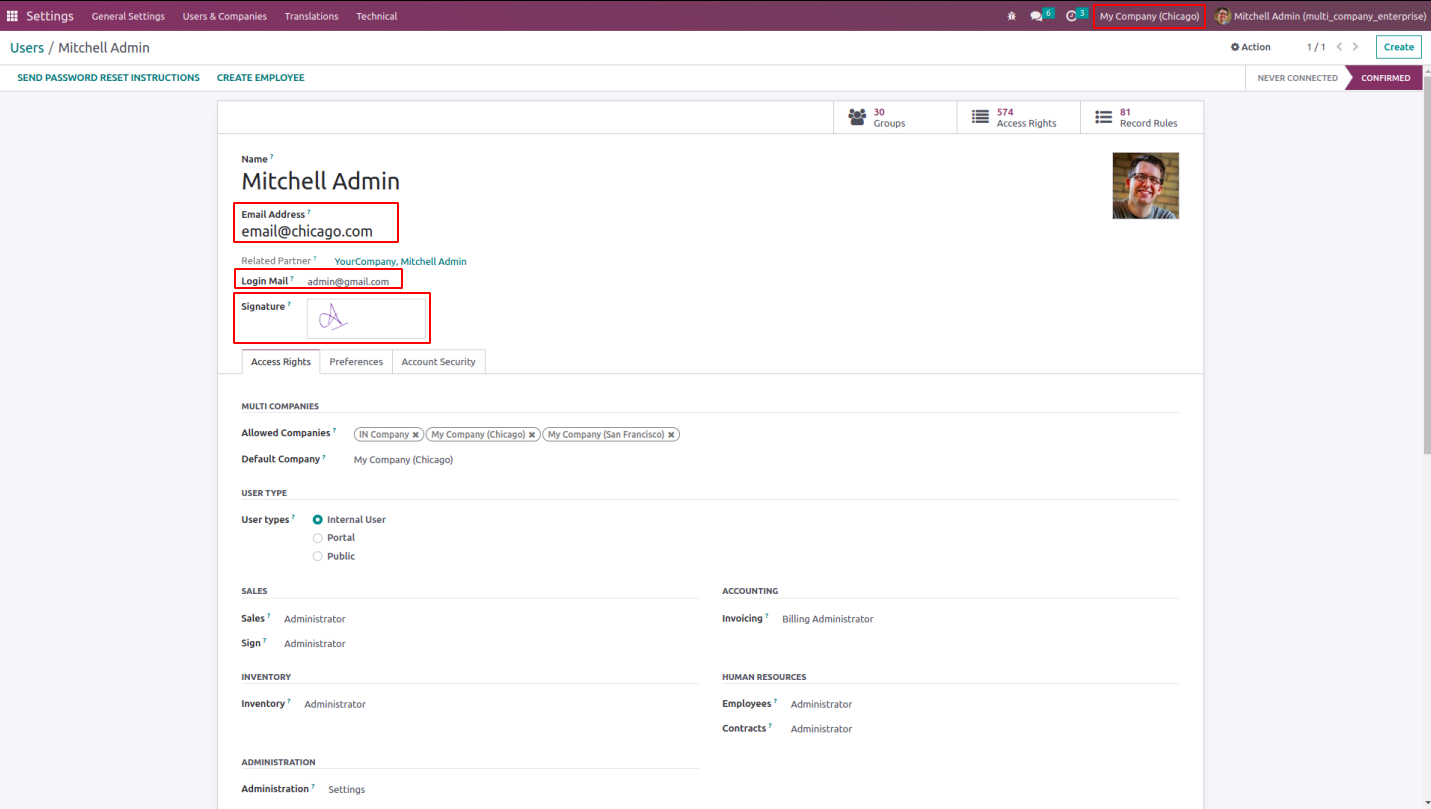 Settings General Settings Users & Companies Translations Technical 6 3 My Company (Chicago) Mitchell Admin (multi_company_enterprise)
Users / Mitchell Admin Action 1 / 1 Create
SEND PASSWORD RESET INSTRUCTIONS CREATE EMPLOYEE NEVER CONNECTED CONFIRMED
30 Groups 574 Access Rights 81 Record Rules
Name ?
Mitchell Admin
Email Address ?
email@chicago.com
Related Partner ? YourCompany, Mitchell Admin
Login Mail ? admin@gmail.com
Signature ?
Access Rights Preferences Account Security
MULTI COMPANIES
Allowed Companies ? IN Company × My Company (Chicago) × My Company (San Francisco) ×
Default Company ? My Company (Chicago)
USER TYPE
User types ? Internal User
Portal
Public
SALES ACCOUNTING
Sales ? Administrator Invoicing ? Billing Administrator
Sign ? Administrator
INVENTORY HUMAN RESOURCES
Inventory ? Administrator Employees ? Administrator
Contracts ? Administrator
ADMINISTRATION
Administration ? Settings